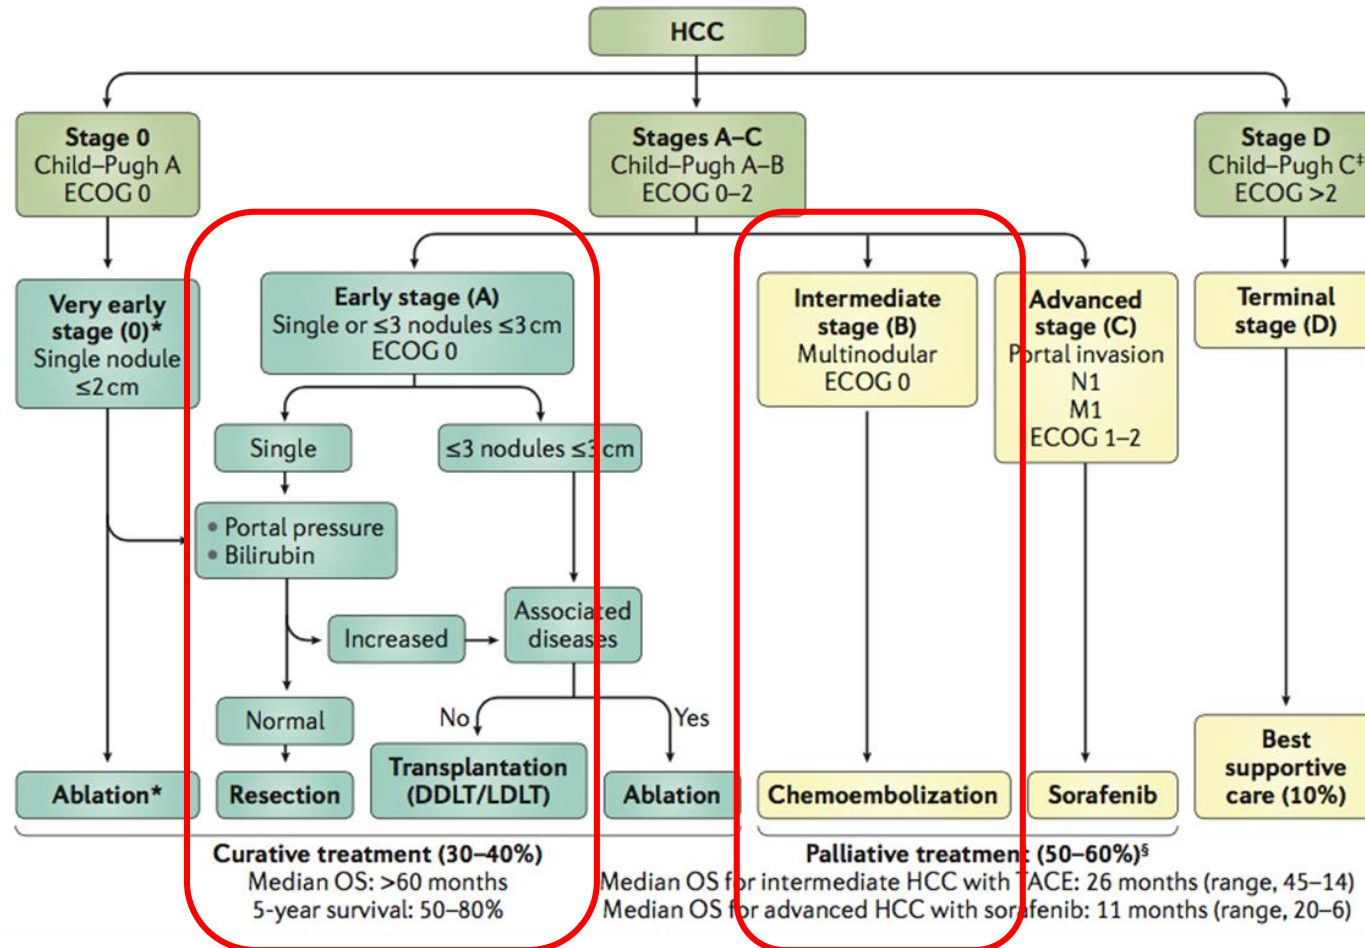 HCC
Stage 0
Child–Pugh A
ECOG 0
Stages A–C
Child–Pugh A–B
ECOG 0–2
Stage D
Child–Pugh C‡
ECOG >2
Very early
stage (0)*
Single nodule
≤2 cm
Early stage (A)
Single or ≤3 nodules ≤3 cm
ECOG 0
Intermediate
stage (B)
Multinodular
ECOG 0
Advanced
stage (C)
Portal invasion
N1
M1
ECOG 1–2
Terminal
stage (D)
Single
≤3 nodules ≤3 cm
• Portal pressure
• Bilirubin
Increased
Associated
diseases
Normal
No
Yes
Ablation*
Resection
Transplantation
(DDLT/LDLT)
Ablation
Chemoembolization
Sorafenib
Best
supportive
care (10%)
Curative treatment (30–40%)
Median OS: >60 months
5-year survival: 50–80%
Palliative treatment (50–60%)§
Median OS for intermediate HCC with TACE: 26 months (range, 45–14)
Median OS for advanced HCC with sorafenib: 11 months (range, 20–6)